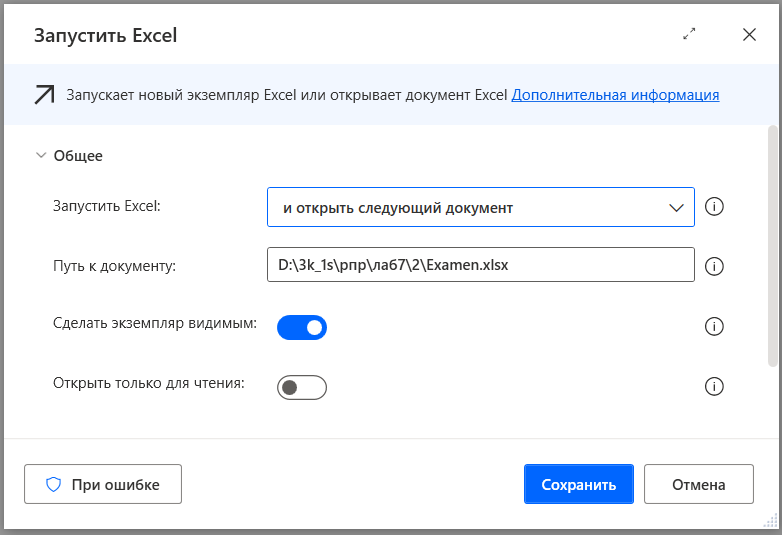 Запустить Excel
Запускает новый экземпляр Excel или открывает документ Excel Дополнительная информация
Общее
Запустить Excel:
и открыть следующий документ
Путь к документу:
D:\3k_1s\рпр\ла67\2\Examen.xlsx
Сделать экземпляр видимым:
Открыть только для чтения:
При ошибке
Сохранить
Отмена